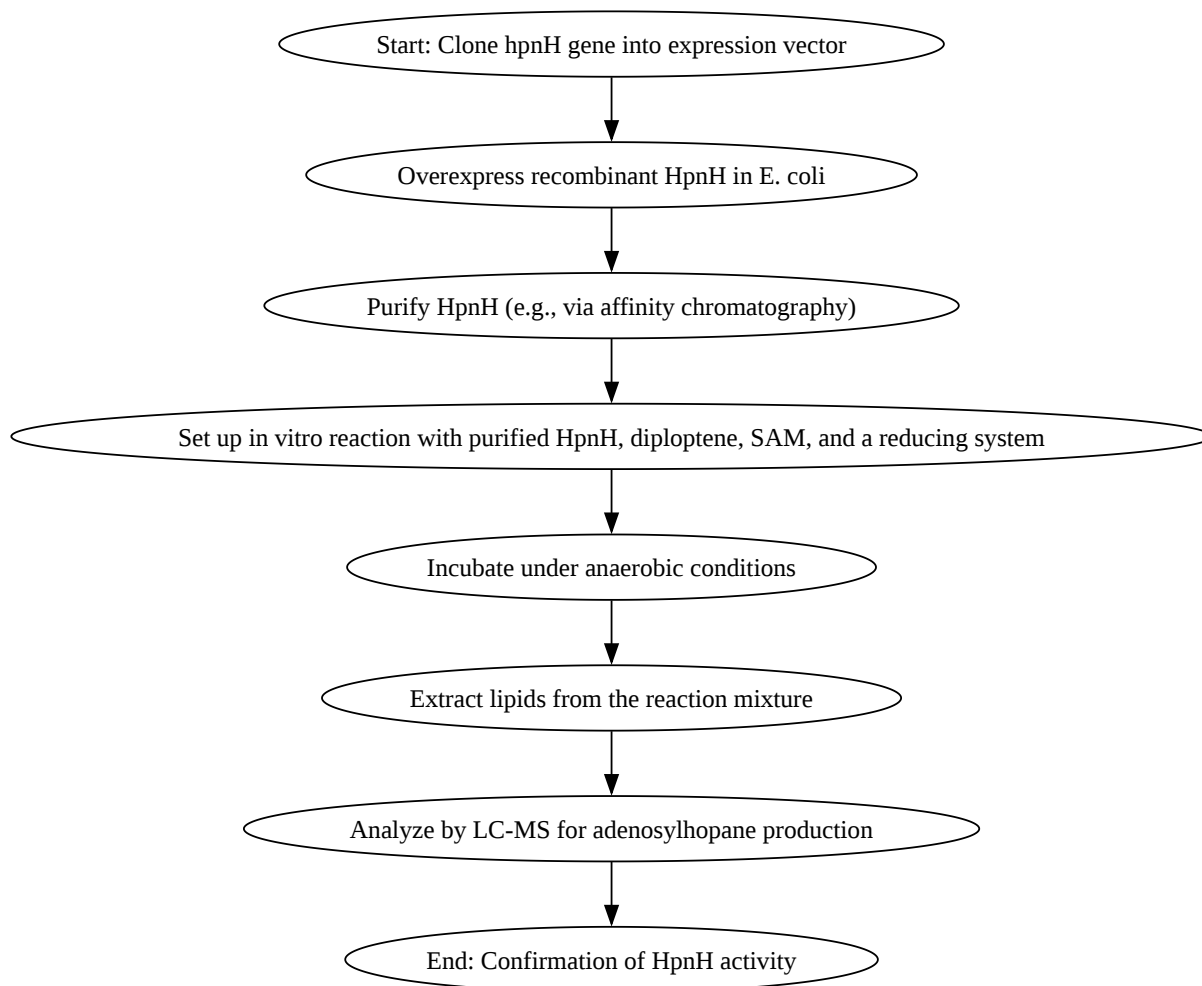 Start: Clone hpnH gene into expression vector
Overexpress recombinant HpnH in E. coli
Purify HpnH (e.g., via affinity chromatography)
Set up in vitro reaction with purified HpnH, diploptene, SAM, and a reducing system
Incubate under anaerobic conditions
Extract lipids from the reaction mixture
Analyze by LC-MS for adenosylhopane production
End: Confirmation of HpnH activity